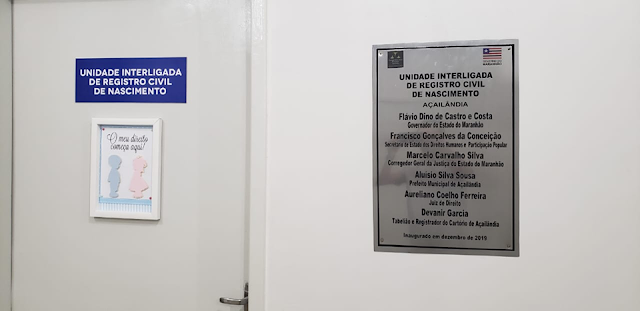 UNIDADE INTERLIGADA
DE REGISTRO CIVIL
DE NASCIMENTO
O meu direito
começa aqui!
UNIDADE INTERLIGADA
DE REGISTRO CIVIL
DE NASCIMENTO
AÇAILÂNDIA
Flávio Dino de Castro e Costa
Governador do Estado do Maranhão
Francisco Gonçalves da Conceição
Secretário de Estado dos Direitos Humanos e Participação Popular
Marcelo Carvalho Silva
Corregedor Geral da Justiça do Estado do Maranhão
Aluisio Silva Sousa
Prefeito Municipal de Açailândia
Aureliano Coelho Ferreira
Juiz de Direito
Devanir Garcia
Tabelião e Registrador do Cartório de Açailândia
Inaugurado em dezembro de 2019